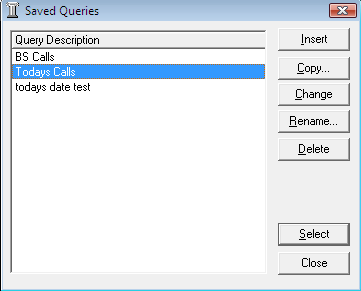 Saved Queries
Query Description
BS Calls
Todays Calls
todays date test
Insert
Copy...
Change
Rename...
Delete
Select
Close